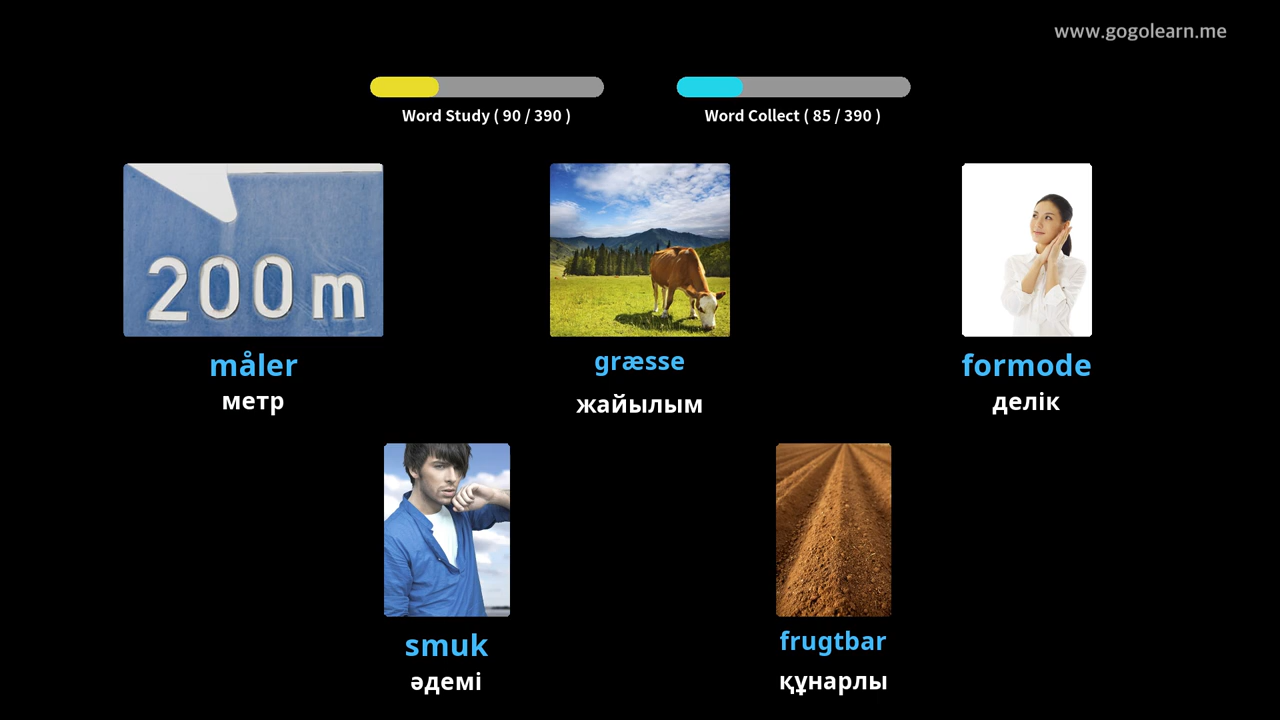 www.gogolearn.me
Word Study ( 90 / 390 )
Word Collect ( 85 / 390 )
200 m
måler
метр
græsse
жайылым
formode
делік
smuk
әдемі
frugtbar
құнарлы